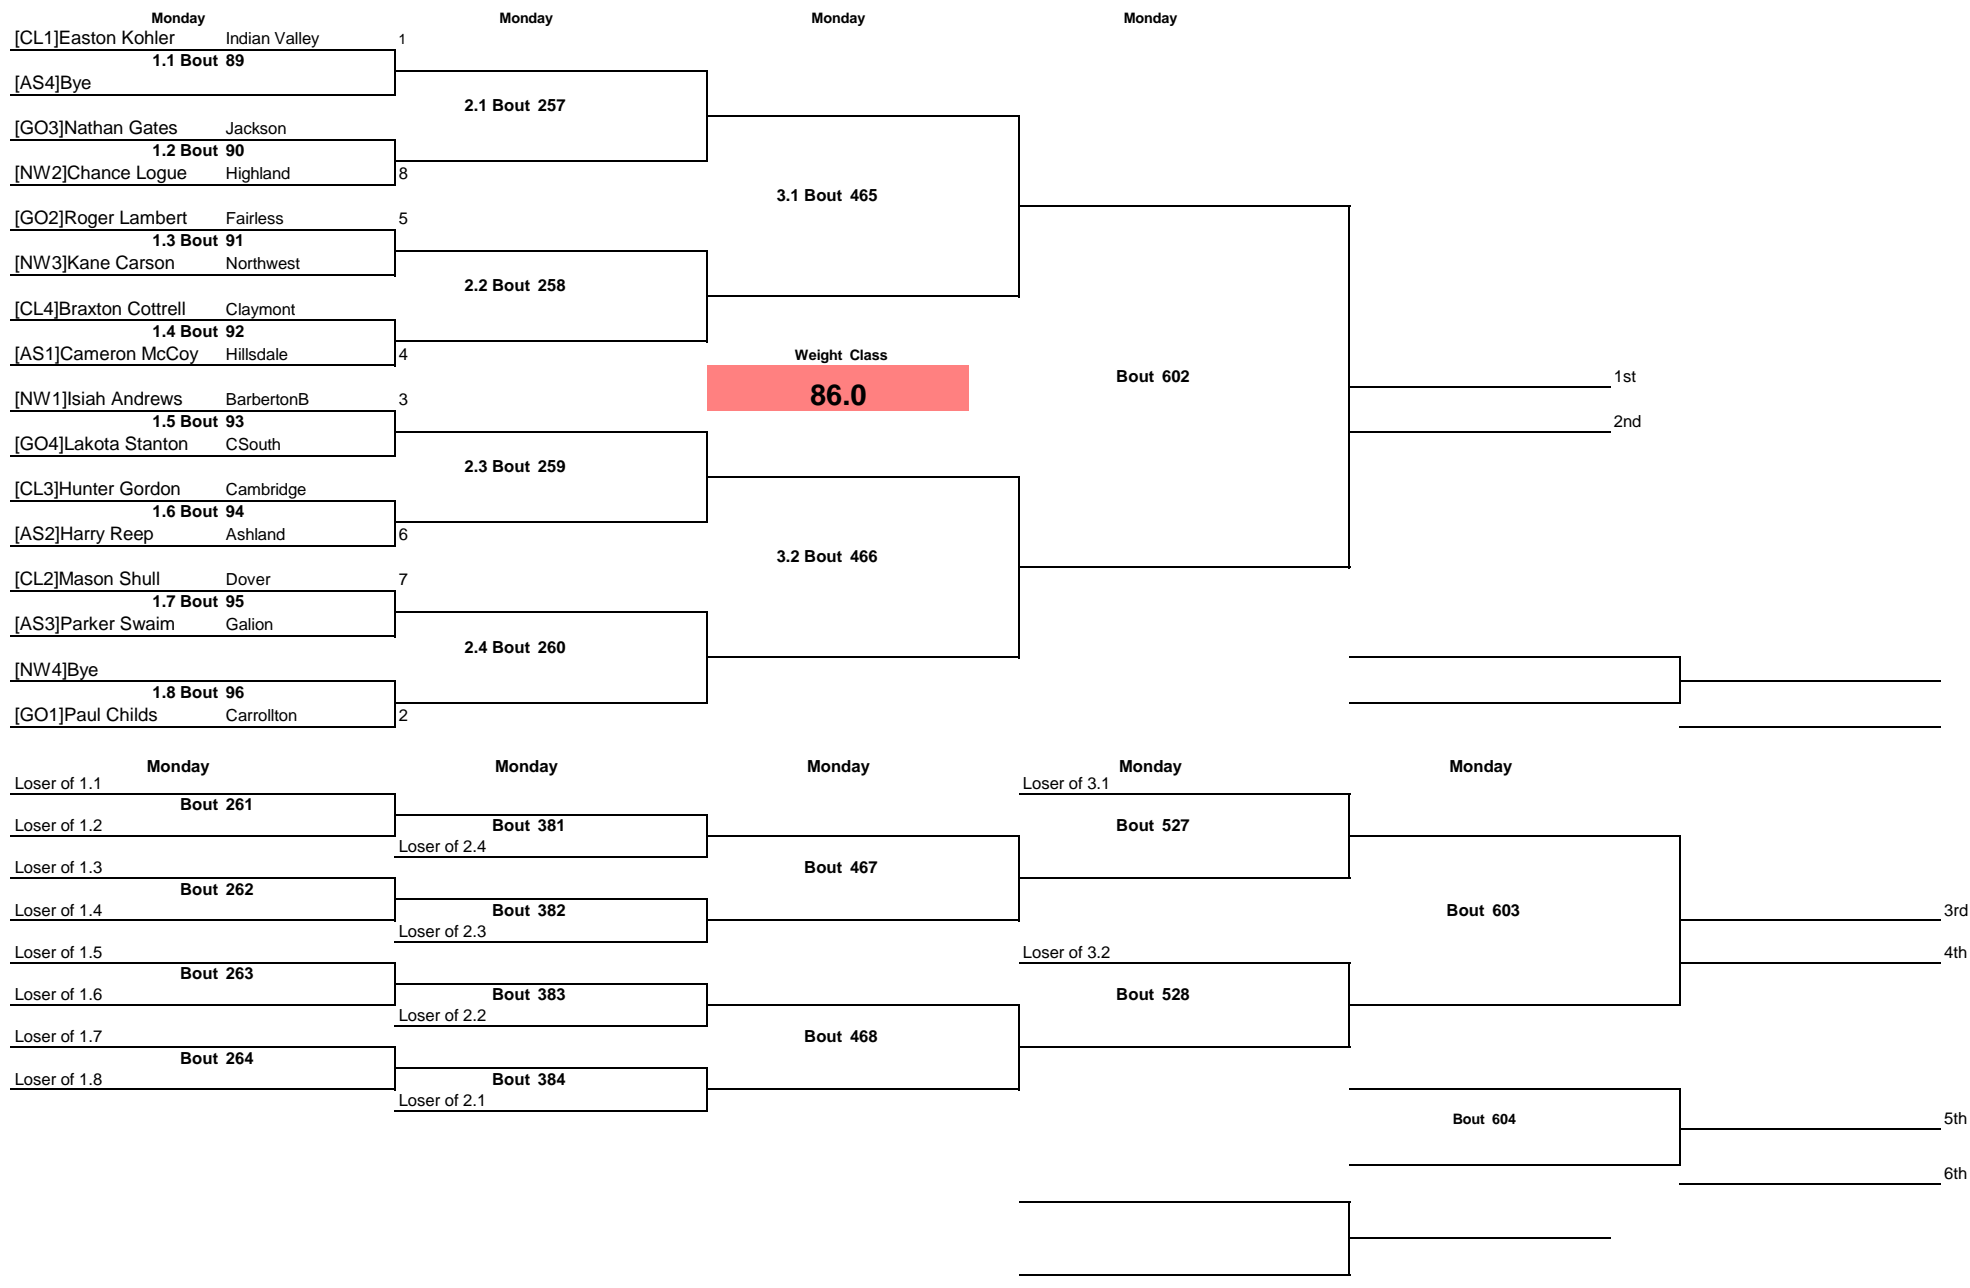 Monday Monday Monday Monday
[CL1]Easton Kohler Indian Valley 1
1.1 Bout 89
[AS4]Bye
2.1 Bout 257
[GO3]Nathan Gates Jackson
1.2 Bout 90
[NW2]Chance Logue Highland 8
3.1 Bout 465
[GO2]Roger Lambert Fairless 5
1.3 Bout 91
[NW3]Kane Carson Northwest
2.2 Bout 258
[CL4]Braxton Cottrell Claymont
1.4 Bout 92
[AS1]Cameron McCoy Hillsdale 4
Weight Class
Bout 602
1st
86.0
[NW1]Isiah Andrews BarbertonB 3
1.5 Bout 93
2nd
[GO4]Lakota Stanton CSouth
2.3 Bout 259
[CL3]Hunter Gordon Cambridge
1.6 Bout 94
[AS2]Harry Reep Ashland 6
3.2 Bout 466
[CL2]Mason Shull Dover 7
1.7 Bout 95
[AS3]Parker Swaim Galion
2.4 Bout 260
[NW4]Bye
1.8 Bout 96
[GO1]Paul Childs Carrollton 2
Monday Monday Monday Monday Monday
Loser of 1.1 Loser of 3.1
Bout 261
Loser of 1.2 Bout 381 Bout 527
Loser of 2.4
Loser of 1.3 Bout 467
Bout 262
Loser of 1.4 Bout 382 Bout 603 3rd
Loser of 2.3
Loser of 1.5 Loser of 3.2 4th
Bout 263
Loser of 1.6 Bout 383 Bout 528
Loser of 2.2
Loser of 1.7 Bout 468
Bout 264
Loser of 1.8 Bout 384
Loser of 2.1
Bout 604 5th
6th